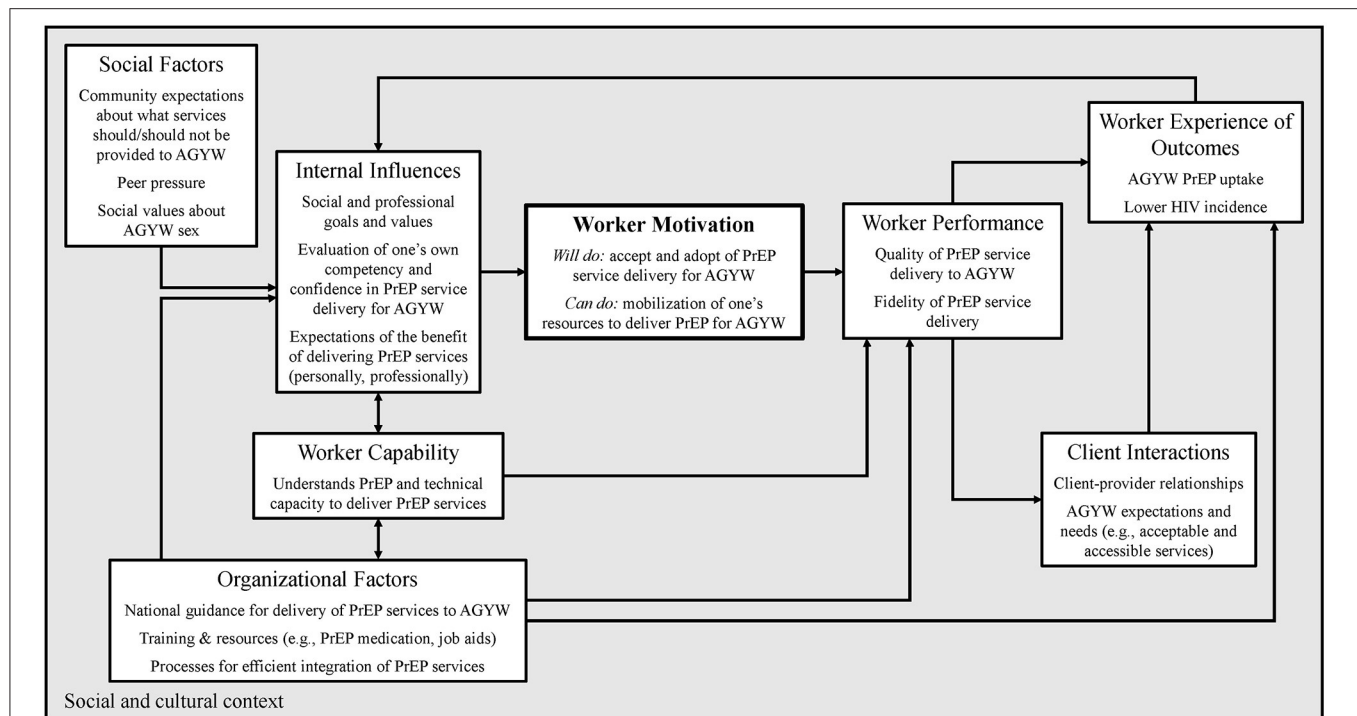 Social Factors
Community expectations
about what services
should/should not be
provided to AGYW
Peer pressure
Social values about
AGYW sex
Internal Influences
Social and professional
goals and values
Evaluation of one's own
competency and
confidence in PrEP service
delivery for AGYW
Expectations of the benefit
of delivering PrEP services
(personally, professionally)
Worker Motivation
Will do: accept and adopt of PrEP
service delivery for AGYW
Can do: mobilization of one's
resources to deliver PrEP for AGYW
Worker Performance
Quality of PrEP service
delivery to AGYW
Fidelity of PrEP service
delivery
Worker Experience of
Outcomes
AGYW PrEP uptake
Lower HIV incidence
Worker Capability
Understands PrEP and technical
capacity to deliver PrEP services
Client Interactions
Client-provider relationships
AGYW expectations and
needs (e.g., acceptable and
accessible services)
Organizational Factors
National guidance for delivery of PrEP services to AGYW
Training & resources (e.g., PrEP medication, job aids)
Processes for efficient integration of PrEP services
Social and cultural context